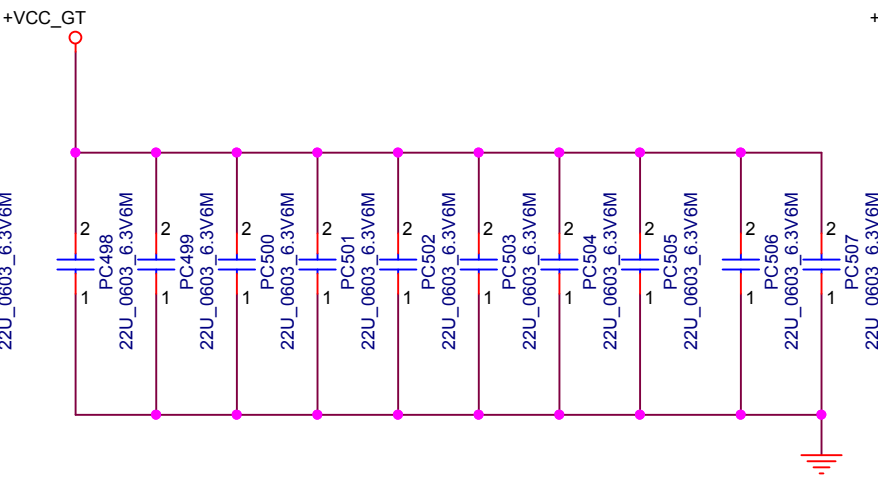 +VCC_GT
+
22U_0603_6.3V6M
2
1
PC498
22U_0603_6.3V6M
2
1
PC499
22U_0603_6.3V6M
2
1
PC500
22U_0603_6.3V6M
2
1
PC501
22U_0603_6.3V6M
2
1
PC502
22U_0603_6.3V6M
2
1
PC503
22U_0603_6.3V6M
2
1
PC504
22U_0603_6.3V6M
2
1
PC505
22U_0603_6.3V6M
2
1
PC506
22U_0603_6.3V6M
2
1
PC507
22U_0603_6.3V6M